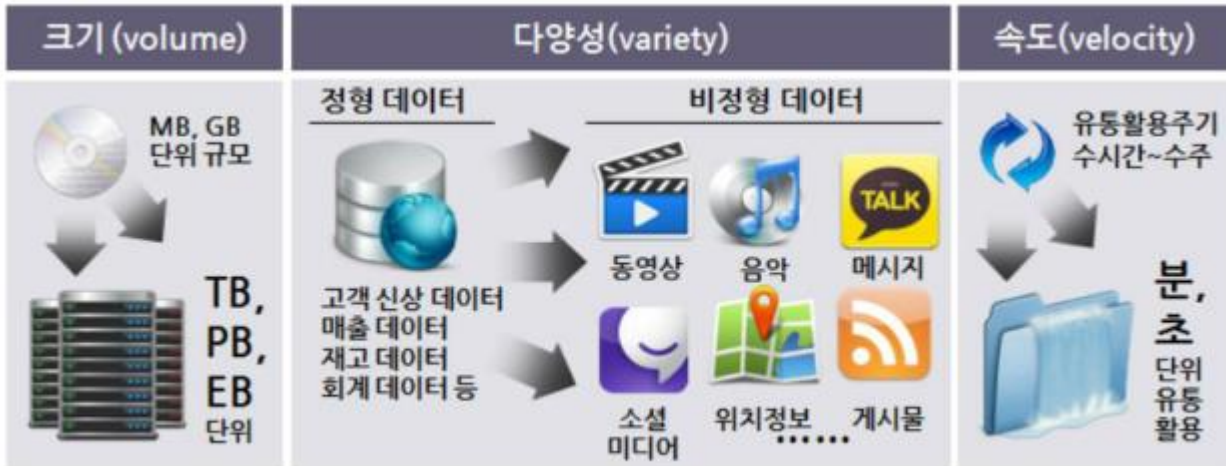 크기 (volume)
MB, GB
단위 규모
TB,
PB,
EB
단위
다양성(variety)
정형 데이터
고객 신상 데이터
매출 데이터
재고 데이터
회계 데이터 등
비정형 데이터
TALK
동영상
음악
메시지
소셜
미디어
위치정보
게시물
······
속도(velocity)
유통활용주기
수시간~수주
분,
초
단위
유통
활용